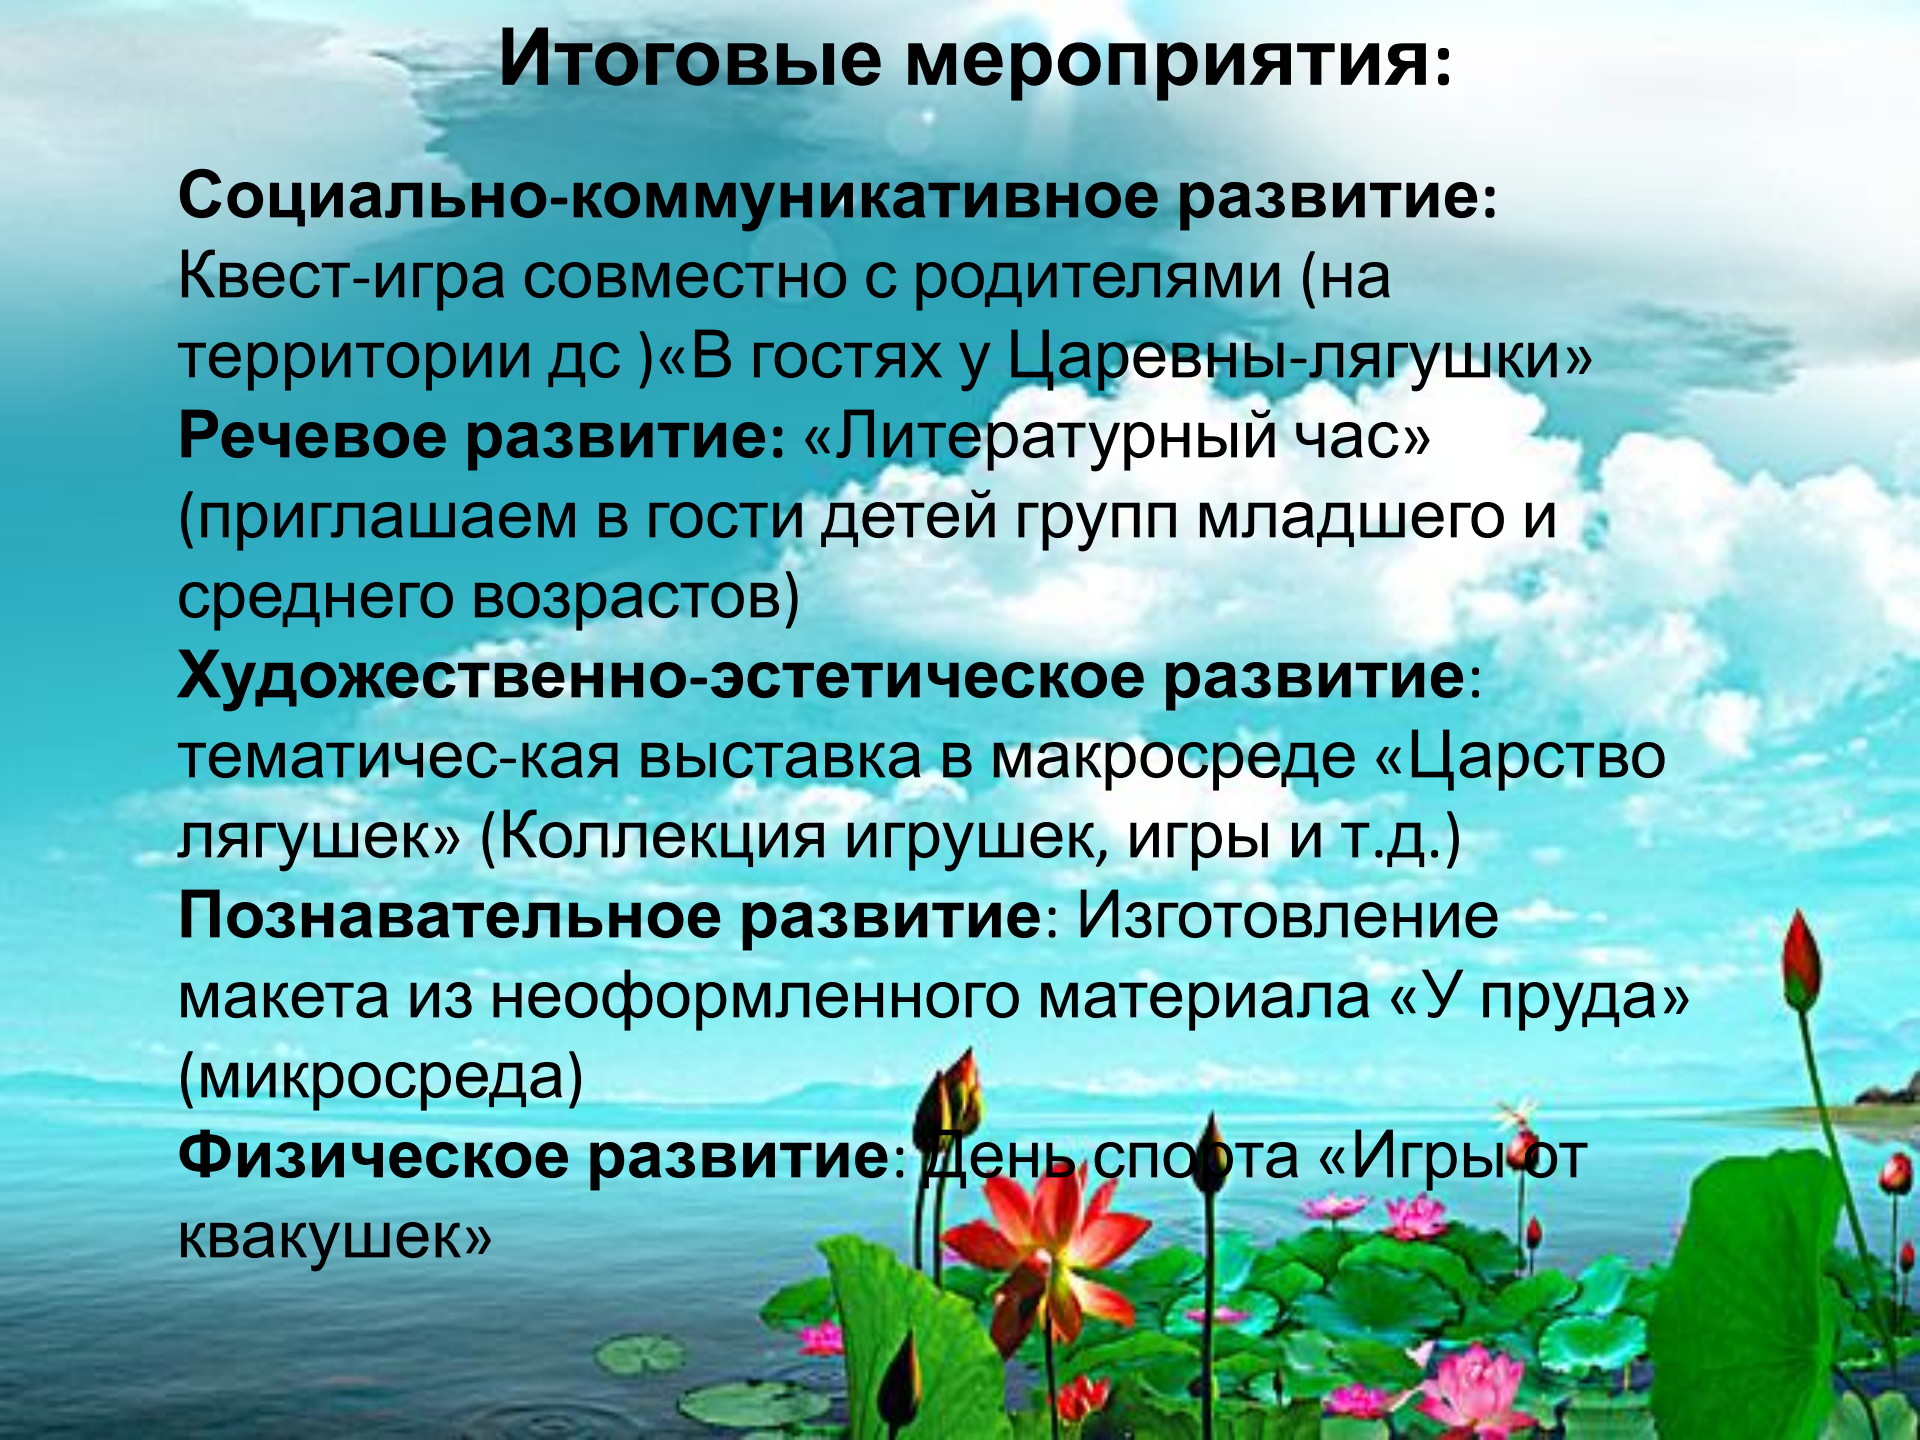 Итоговые мероприятия:
Социально-коммуникативное развитие:
Квест-игра совместно с родителями (на
территории дс )«В гостях у Царевны-лягушки»
Речевое развитие: «Литературный час»
(приглашаем в гости детей групп младшего и
среднего возрастов)
Художественно-эстетическое развитие:
тематичес-кая выставка в макросреде «Царство
лягушек» (Коллекция игрушек, игры и т.д.)
Познавательное развитие: Изготовление
макета из неоформленного материала «У пруда»
(микросреда)
Физическое развитие: День спорта «Игры от
квакушек»